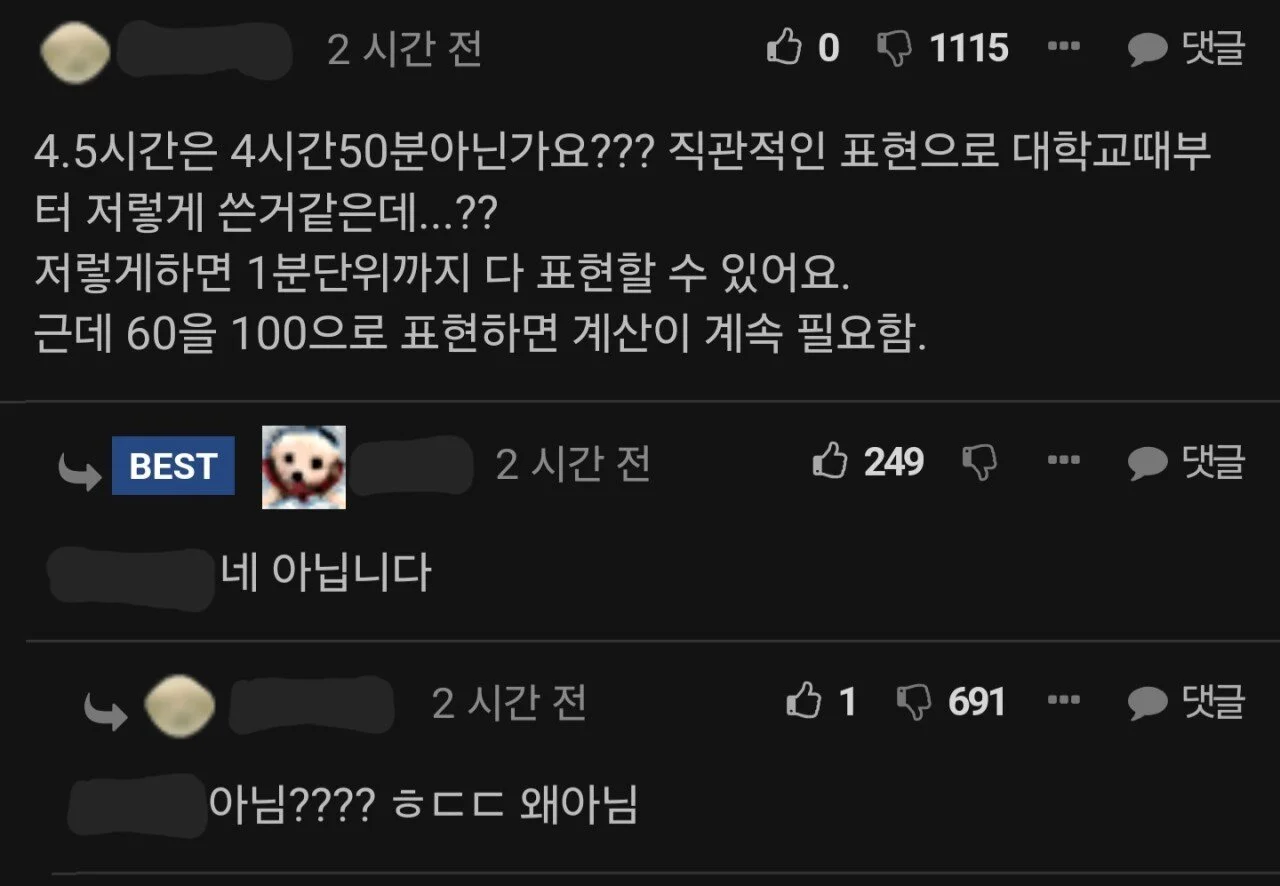 2 시간 전 0 1115 ... 댓글
4.5시간은 4시간50분아닌가요??? 직관적인 표현으로 대학교때부
터 저렇게 쓴거같은데...??
저렇게하면 1분단위까지 다 표현할 수 있어요.
근데 60을 100으로 표현하면 계산이 계속 필요함.
BEST 2 시간 전 249 ... 댓글
네 아닙니다
2 시간 전 1 691 ... 댓글
아님???? ㅎㄷㄷ 왜아님